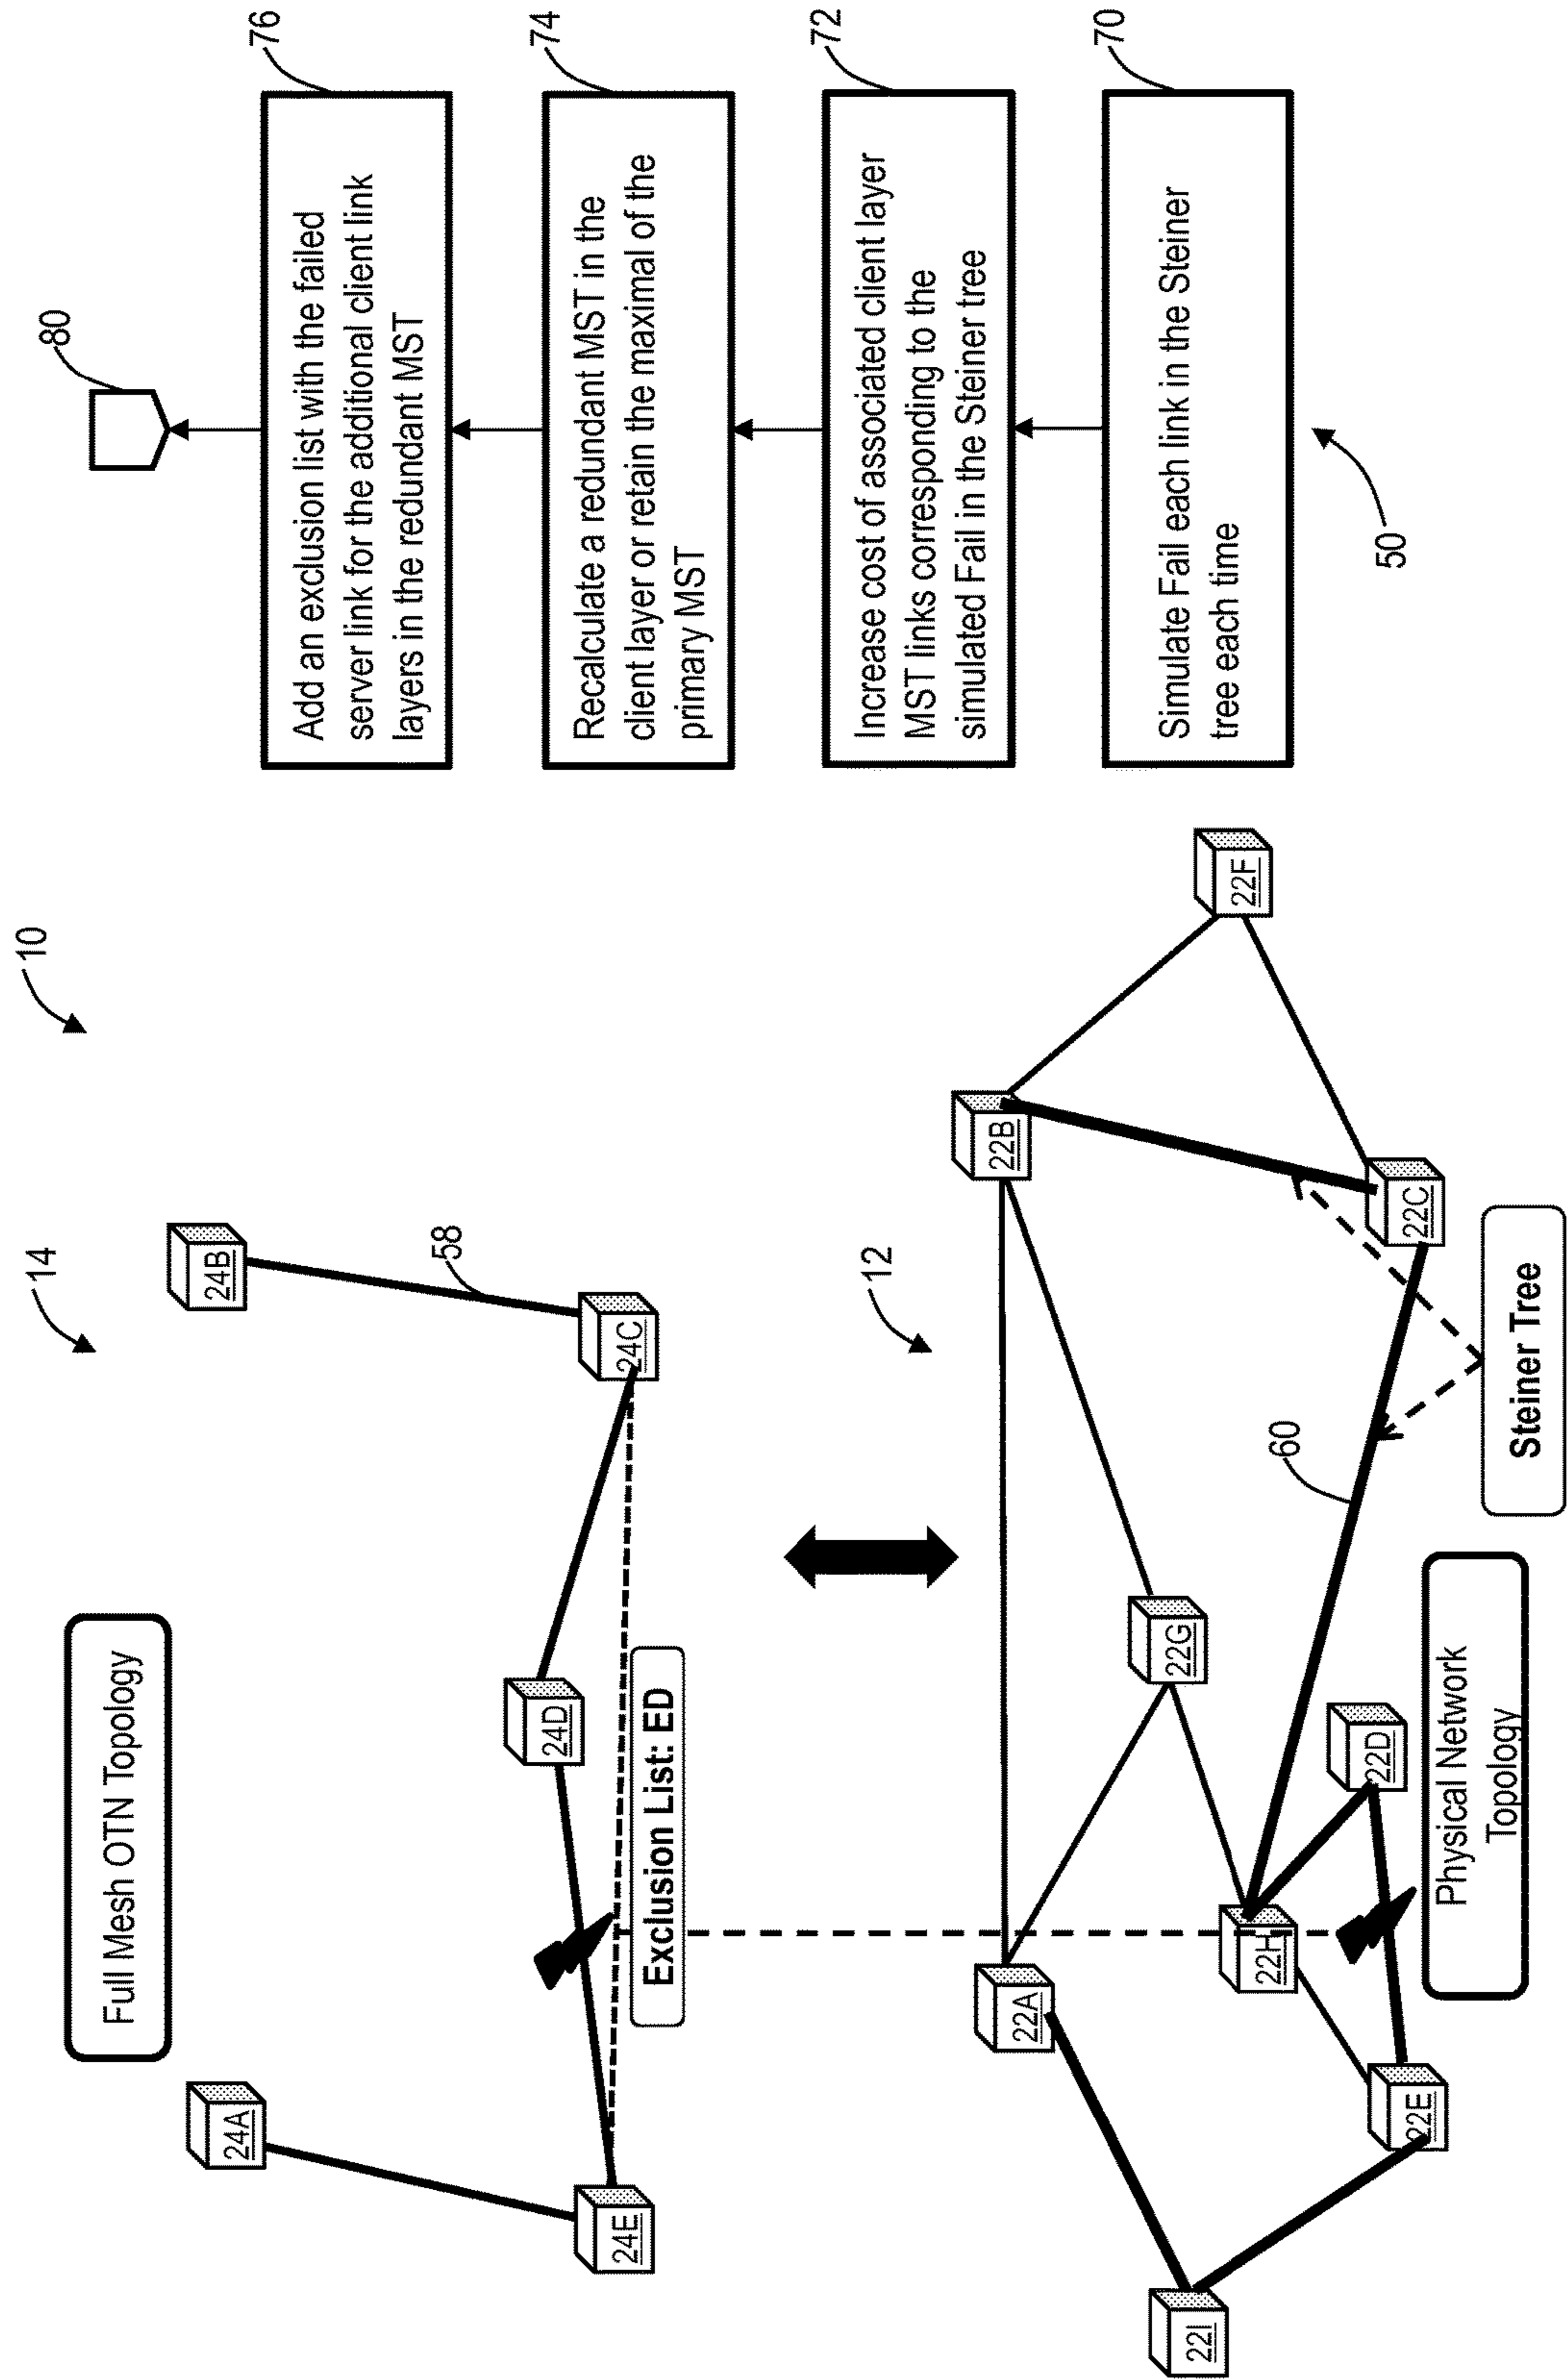 10
14
Full Mesh OTN Topology
24A
24B
58
24E
24D
24C
Exclusion List: ED
12
22A
22B
22I
22G
22H
22F
60
22E
22D
22C
Physical Network
Topology
Steiner Tree
50
70
Simulate Fail each link in the Steiner
tree each time
72
Increase cost of associated client layer
MST links corresponding to the
simulated Fail in the Steiner tree
74
Recalculate a redundant MST in the
client layer or retain the maximal of the
primary MST
76
Add an exclusion list with the failed
server link for the additional client link
layers in the redundant MST
80